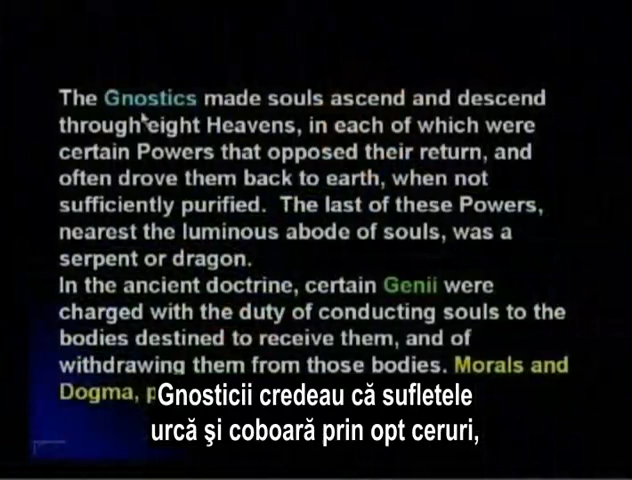 The Gnostics made souls ascend and descend
through eight Heavens, in each of which were
certain Powers that opposed their return, and
often drove them back to earth, when not
sufficiently purified. The last of these Powers,
nearest the luminous abode of souls, was a
serpent or dragon.
In the ancient doctrine, certain Genii were
charged with the duty of conducting souls to the
bodies destined to receive them, and of
withdrawing them from those bodies. Morals and
Dogma,
Gnosticii credeau că sufletele
urcă şi coboară prin opt ceruri,